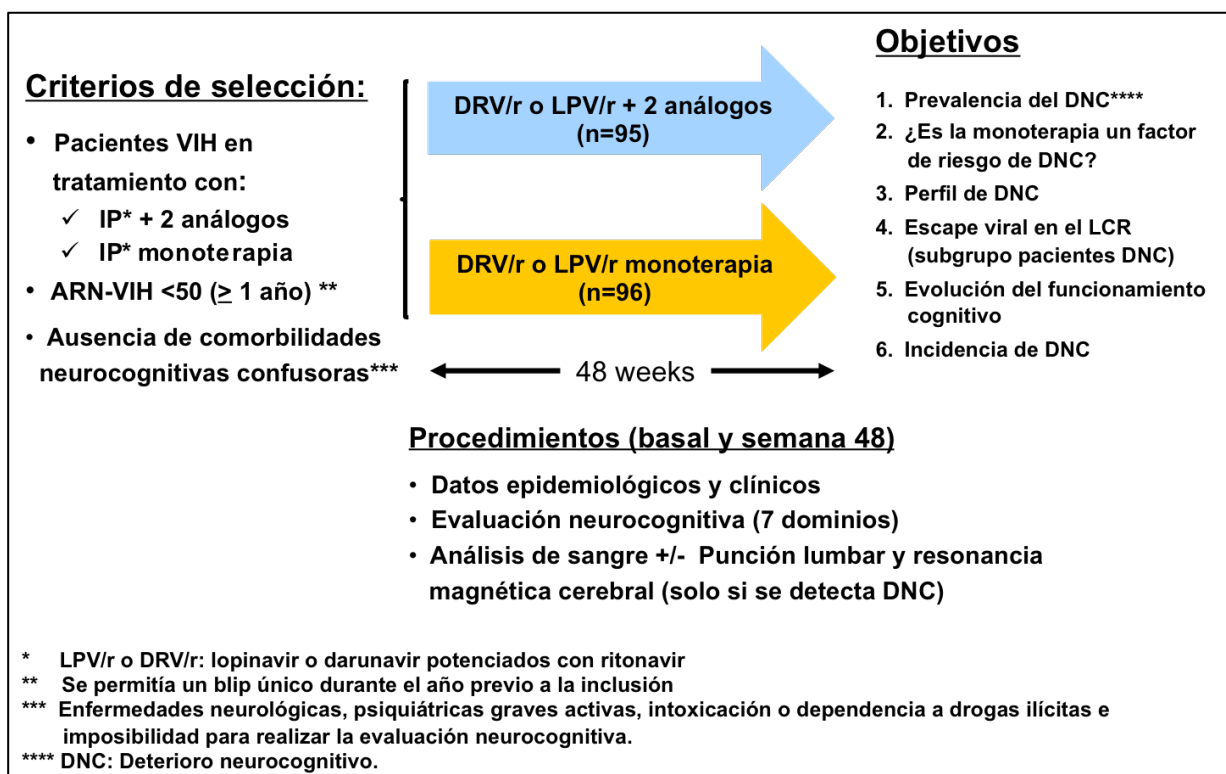 Criterios de selección:
• Pacientes VIH en
tratamiento con:
✓ IP* + 2 análogos
✓ IP* monoterapia
• ARN-VIH <50 (≥ 1 año) **
• Ausencia de comorbilidades
neurocognitivas confusoras***
DRV/r o LPV/r + 2 análogos
(n=95)
DRV/r o LPV/r monoterapia
(n=96)
48 weeks
Objetivos
1. Prevalencia del DNC****
2. ¿Es la monoterapia un factor
de riesgo de DNC?
3. Perfil de DNC
4. Escape viral en el LCR
(subgrupo pacientes DNC)
5. Evolución del funcionamiento
cognitivo
6. Incidencia de DNC
Procedimientos (basal y semana 48)
• Datos epidemiológicos y clínicos
• Evaluación neurocognitiva (7 dominios)
• Análisis de sangre +/- Punción lumbar y resonancia
magnética cerebral (solo si se detecta DNC)
* LPV/r o DRV/r: lopinavir o darunavir potenciados con ritonavir
** Se permitía un blip único durante el año previo a la inclusión
*** Enfermedades neurológicas, psiquiátricas graves activas, intoxicación o dependencia a drogas ilícitas e
imposibilidad para realizar la evaluación neurocognitiva.
**** DNC: Deterioro neurocognitivo.